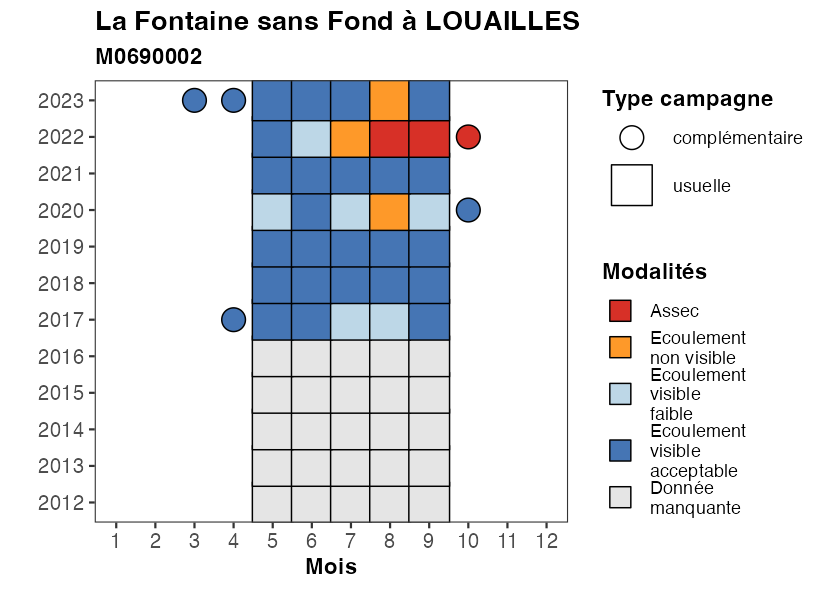 La Fontaine sans Fond à LOUAILLES
M0690002
2023
2022
2021
2020
2019
2018
2017
2016
2015
2014
2013
2012
1 2 3 4 5 6 7 8 9 10 11 12
Mois
Type campagne
complémentaire
usuelle
Modalités
Assec
Ecoulement
non visible
Ecoulement
visible
faible
Ecoulement
visible
acceptable
Donnée
manquante